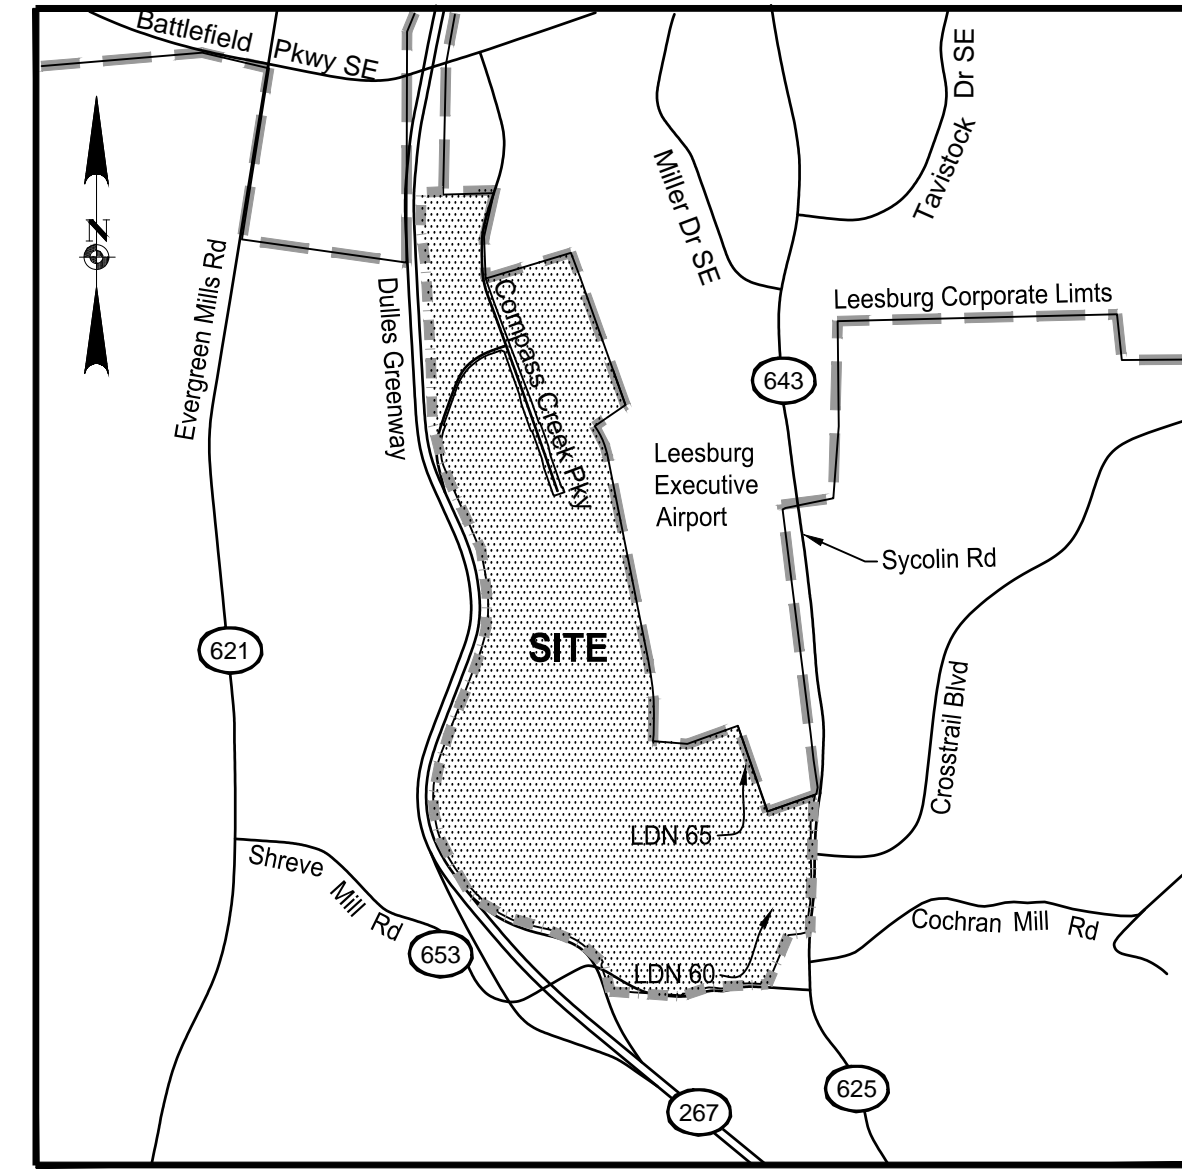 Battlefield Pkwy SE
Tavistock Dr SE
Miller Dr SE
N
Evergreen Mills Rd
Dulles Greenway
Compass Creek Pky
Leesburg Corporate Limts
643
Leesburg
Executive
Airport
Sycolin Rd
SITE
621
Crosstrail Blvd
LDN 65
Shreve Mill Rd
653
Cochran Mill Rd
LDN 60
625
267